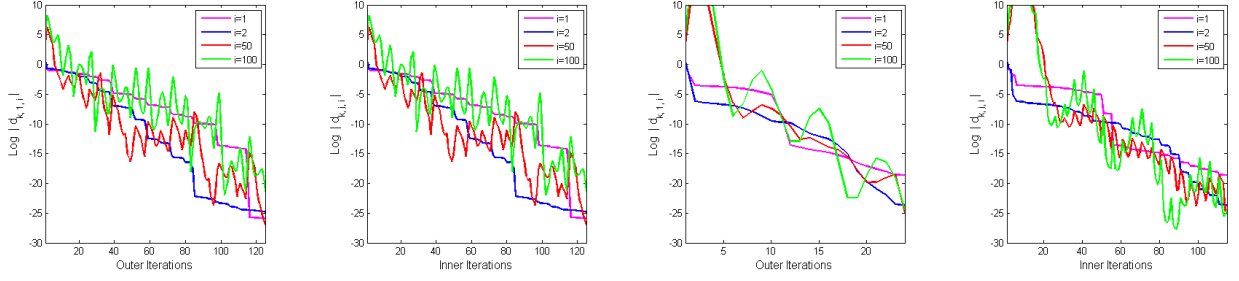 10
5
0
-5
-10
-15
-20
-25
-30
20 40 60 80 100 120
Outer Iterations
Log | d_{k,1,i} |
i=1
i=2
i=50
i=100
10
5
0
-5
-10
-15
-20
-25
-30
20 40 60 80 100 120
Inner Iterations
Log | d_{k,i,i} |
i=1
i=2
i=50
i=100
10
5
0
-5
-10
-15
-20
-25
-30
5 10 15 20
Outer Iterations
Log | d_{k,1,i} |
i=1
i=2
i=50
i=100
10
5
0
-5
-10
-15
-20
-25
-30
20 40 60 80 100
Inner Iterations
Log | d_{k,i,i} |
i=1
i=2
i=50
i=100